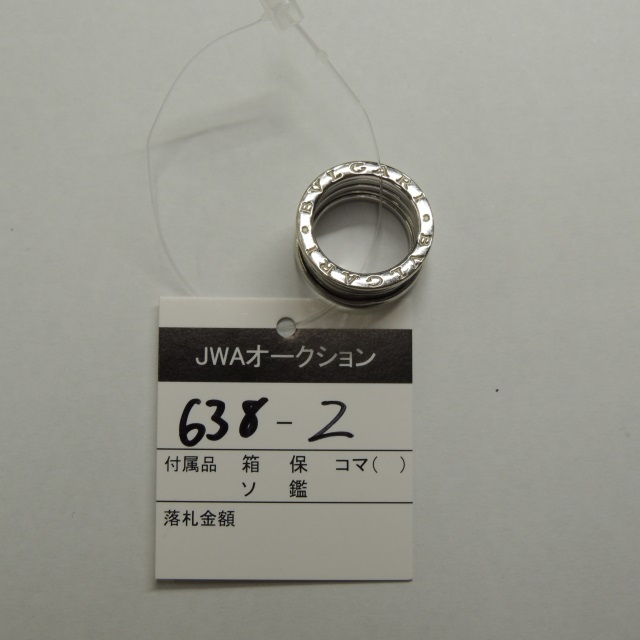 BVLGARI • BVLGARI •
JWAオークション
638-2
付属品 箱 保 コマ( )
ソ 鑑
落札金額